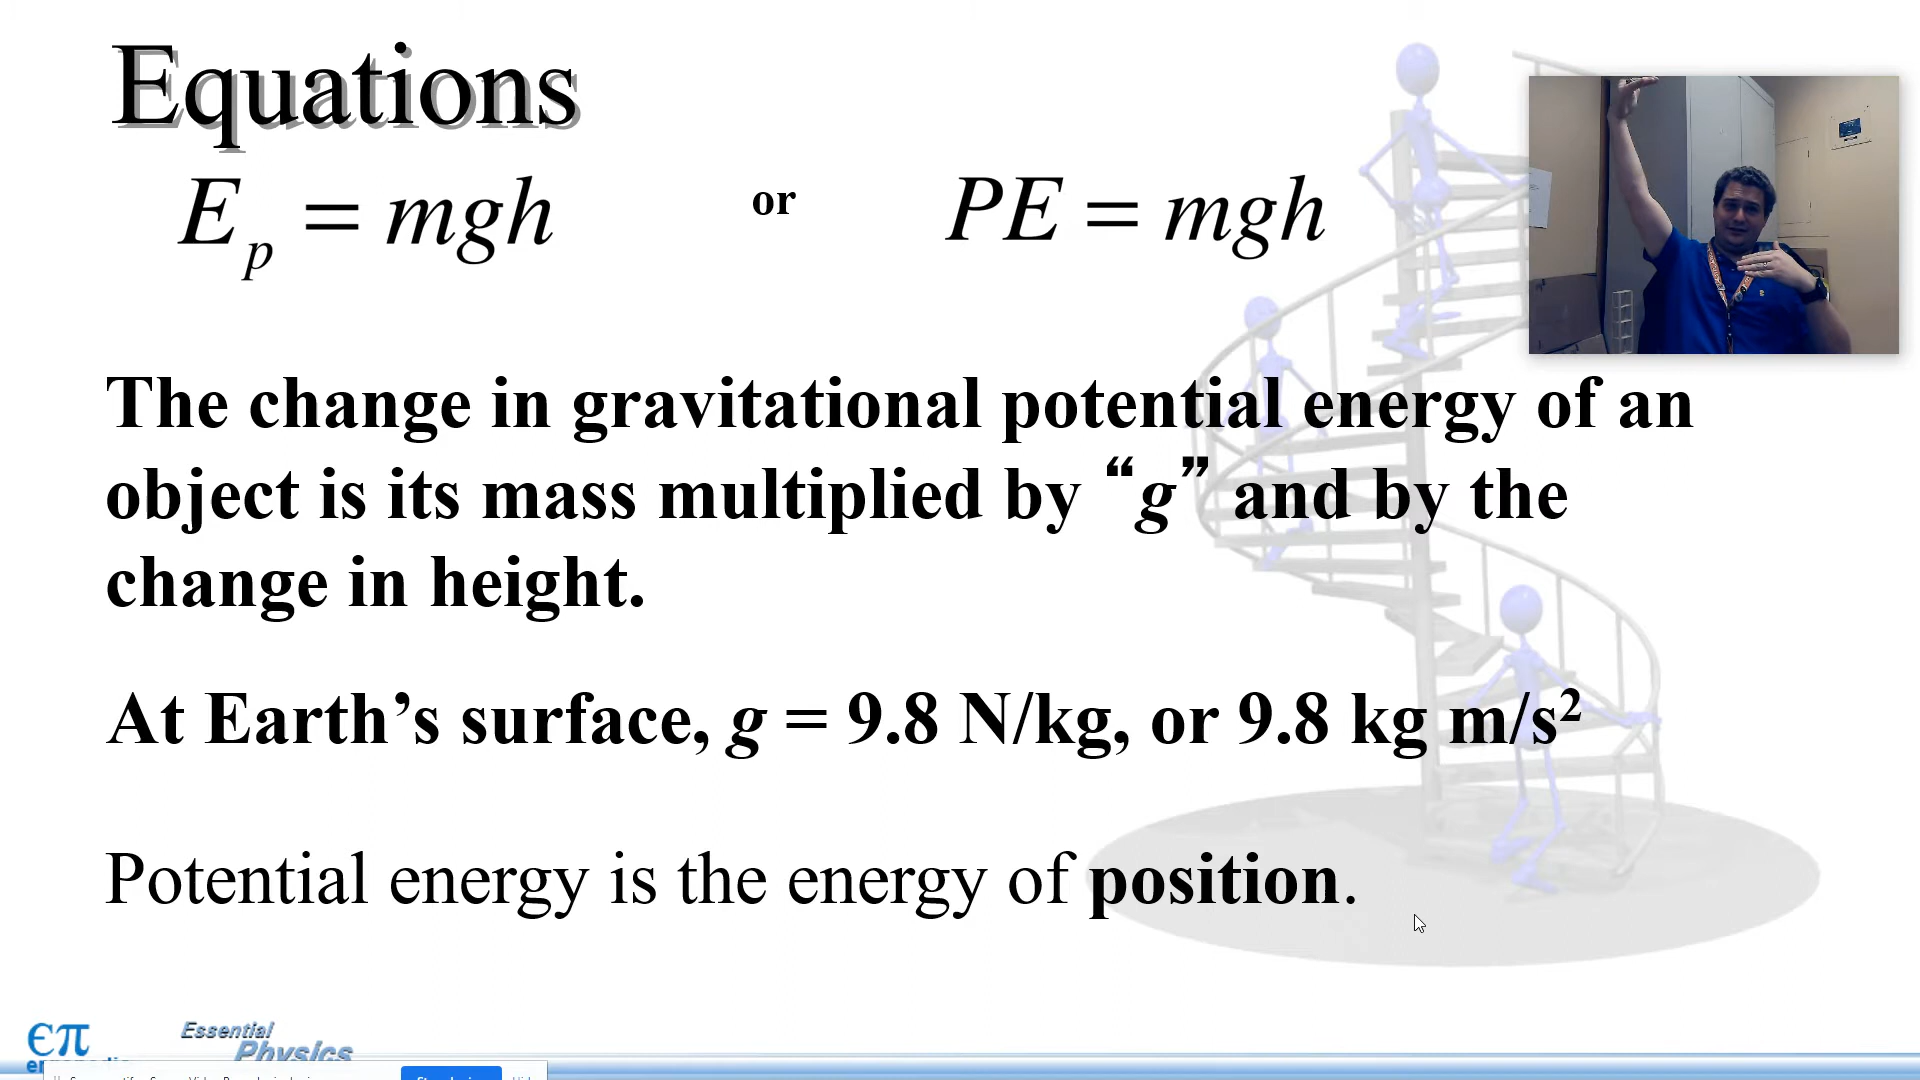 Equations
E_p = mgh or PE = mgh
The change in gravitational potential energy of an
object is its mass multiplied by “g” and by the
change in height.
At Earth’s surface, g = 9.8 N/kg, or 9.8 kg m/s²
Potential energy is the energy of position.
Essential
Physics